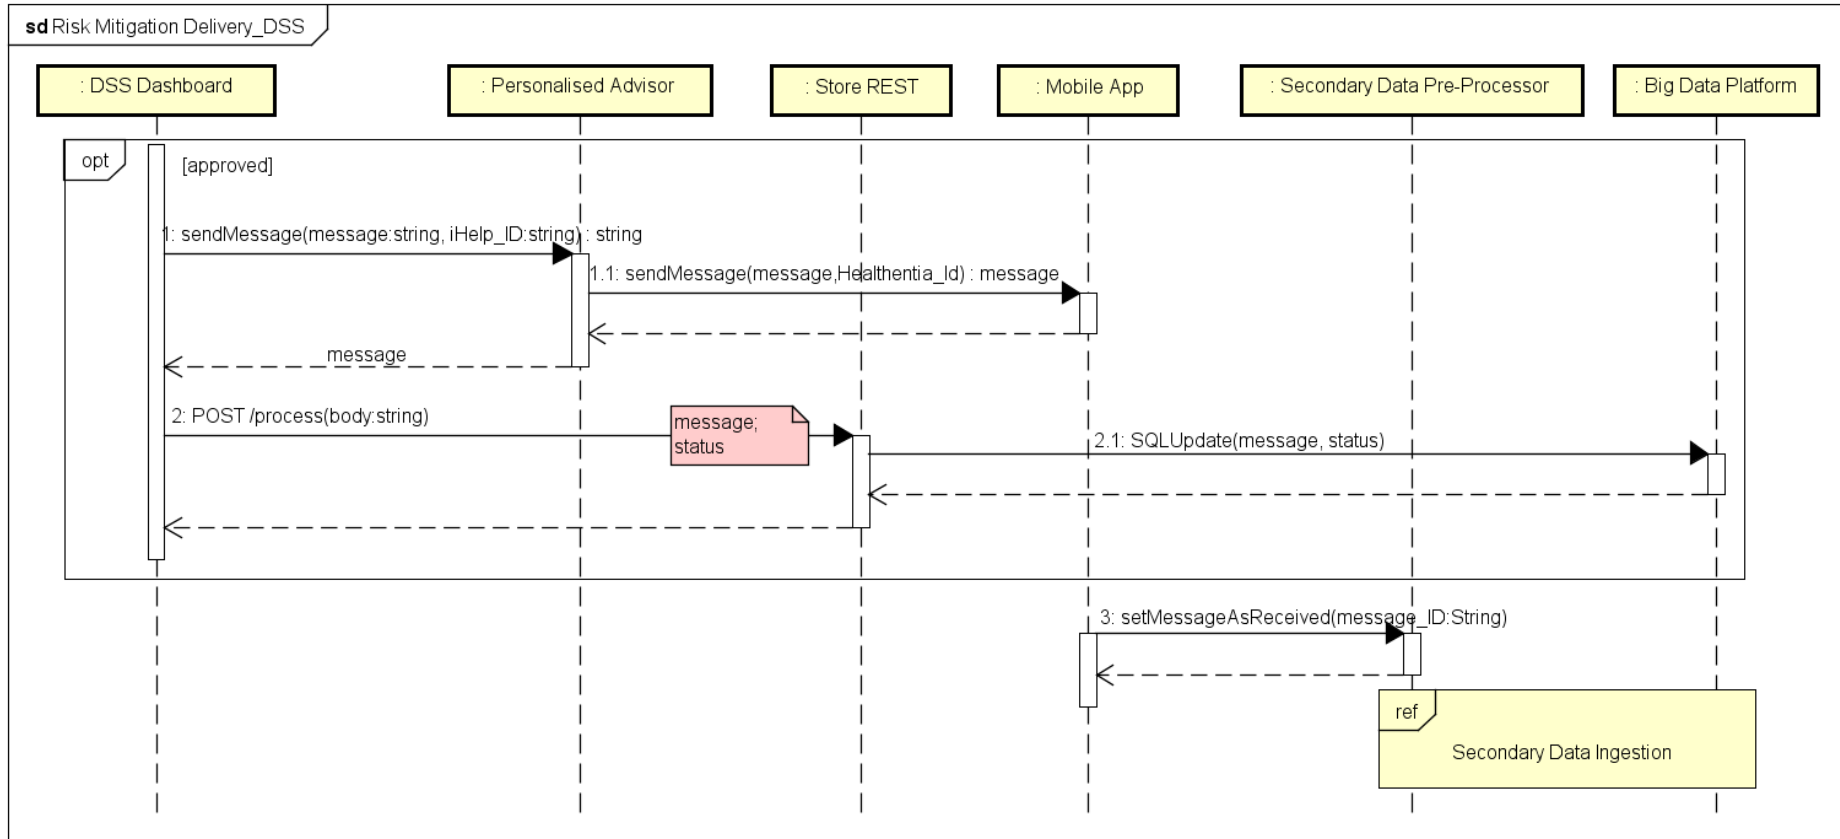 sd Risk Mitigation Delivery_DSS
: DSS Dashboard
: Personalised Advisor
: Store REST
: Mobile App
: Secondary Data Pre-Processor
: Big Data Platform
opt
[approved]
1: sendMessage(message:string, iHelp_ID:string) : string
1.1: sendMessage(message,Healthentia_Id) : message
message
2: POST /process(body:string)
message;
status
2.1: SQLUpdate(message, status)
3: setMessageAsReceived(message_ID:String)
ref
Secondary Data Ingestion